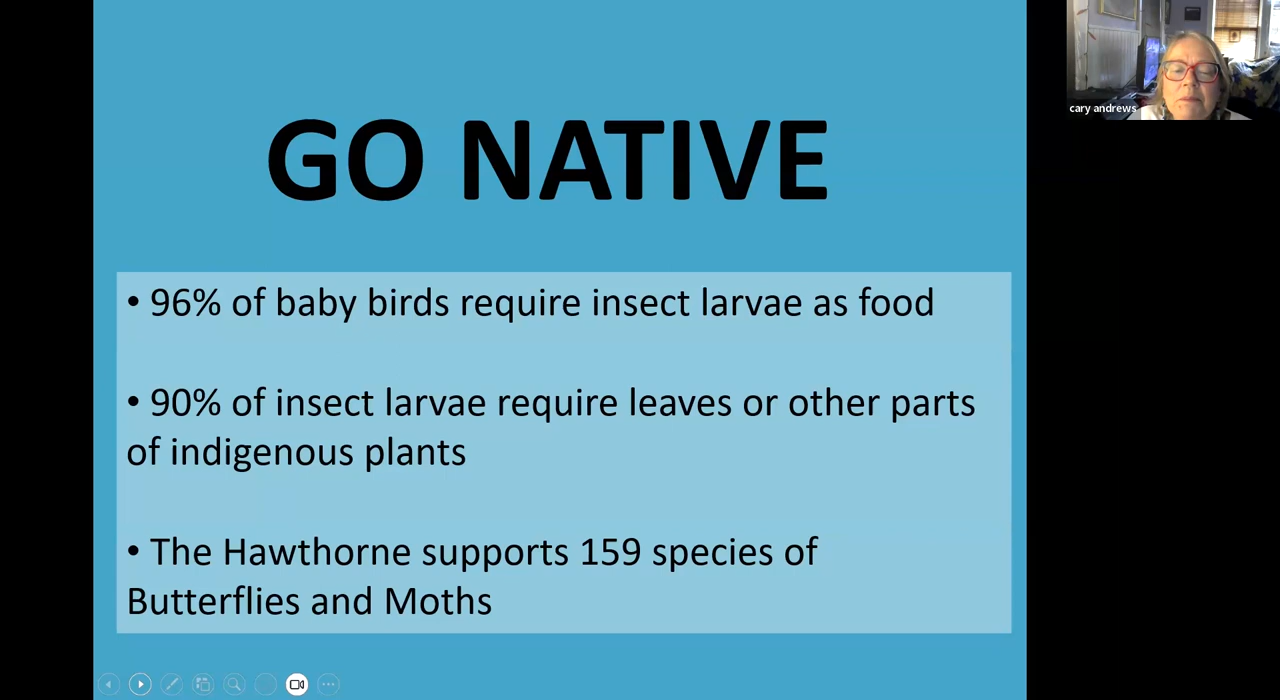 GO NATIVE
• 96% of baby birds require insect larvae as food
• 90% of insect larvae require leaves or other parts
of indigenous plants
• The Hawthorne supports 159 species of
Butterflies and Moths
cary andrews